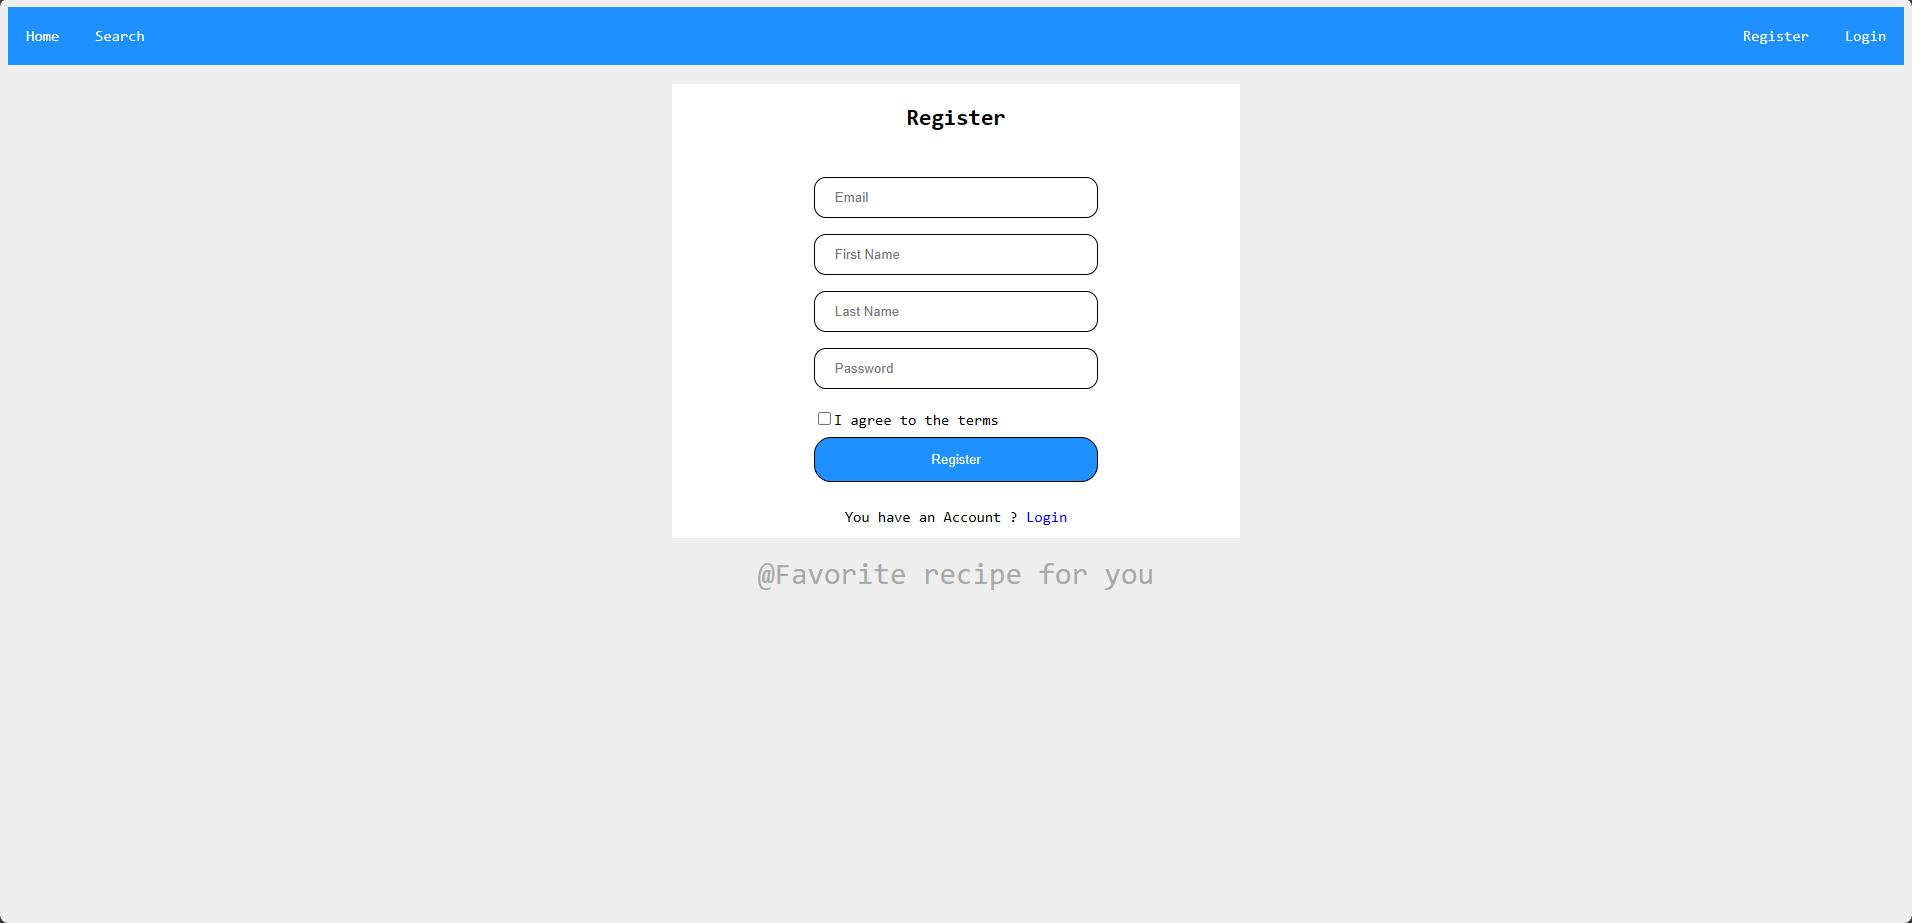 Home Search Register Login
Register
Email
First Name
Last Name
Password
I agree to the terms
Register
You have an Account ? Login
@Favorite recipe for you